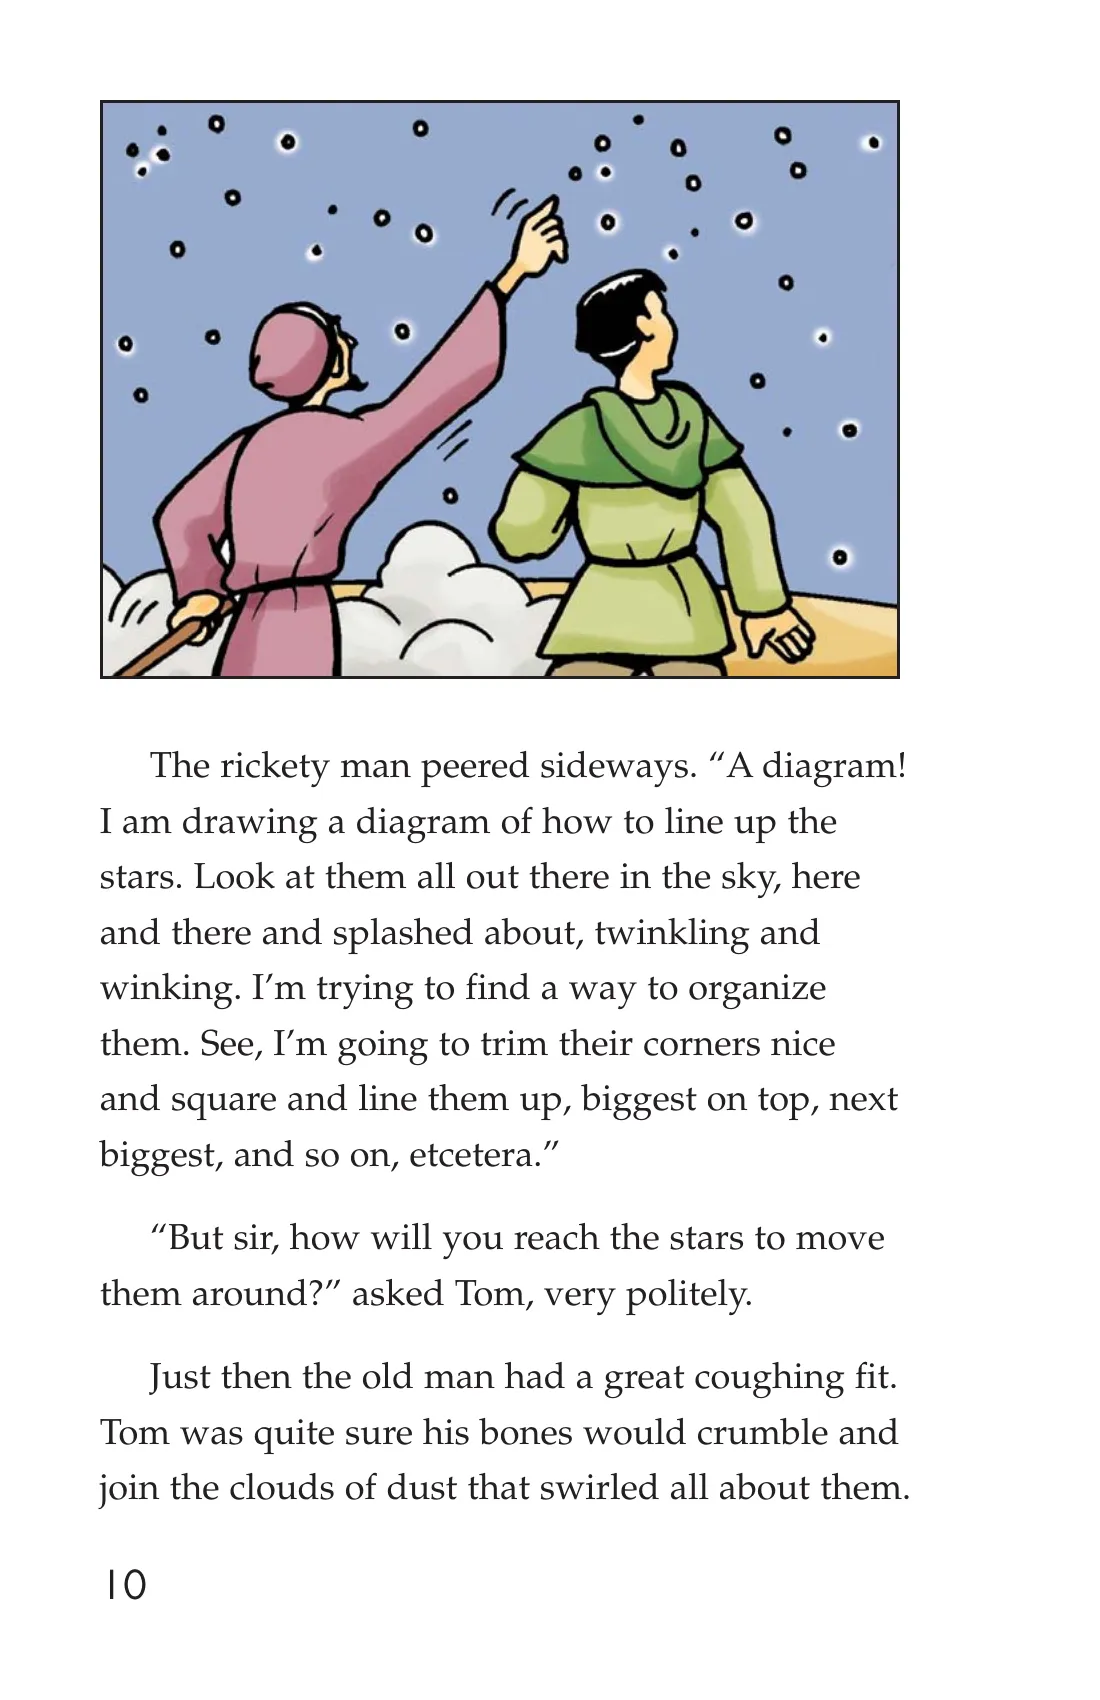 The rickety man peered sideways. “A diagram!
I am drawing a diagram of how to line up the
stars. Look at them all out there in the sky, here
and there and splashed about, twinkling and
winking. I’m trying to find a way to organize
them. See, I’m going to trim their corners nice
and square and line them up, biggest on top, next
biggest, and so on, etcetera.”
“But sir, how will you reach the stars to move
them around?” asked Tom, very politely.
Just then the old man had a great coughing fit.
Tom was quite sure his bones would crumble and
join the clouds of dust that swirled all about them.
10